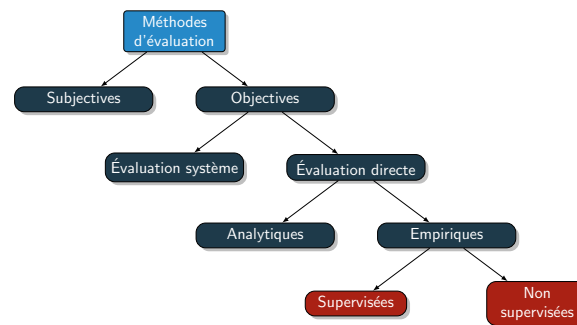 Méthodes
d'évaluation
Subjectives
Objectives
Évaluation système
Évaluation directe
Analytiques
Empiriques
Supervisées
Non
supervisées